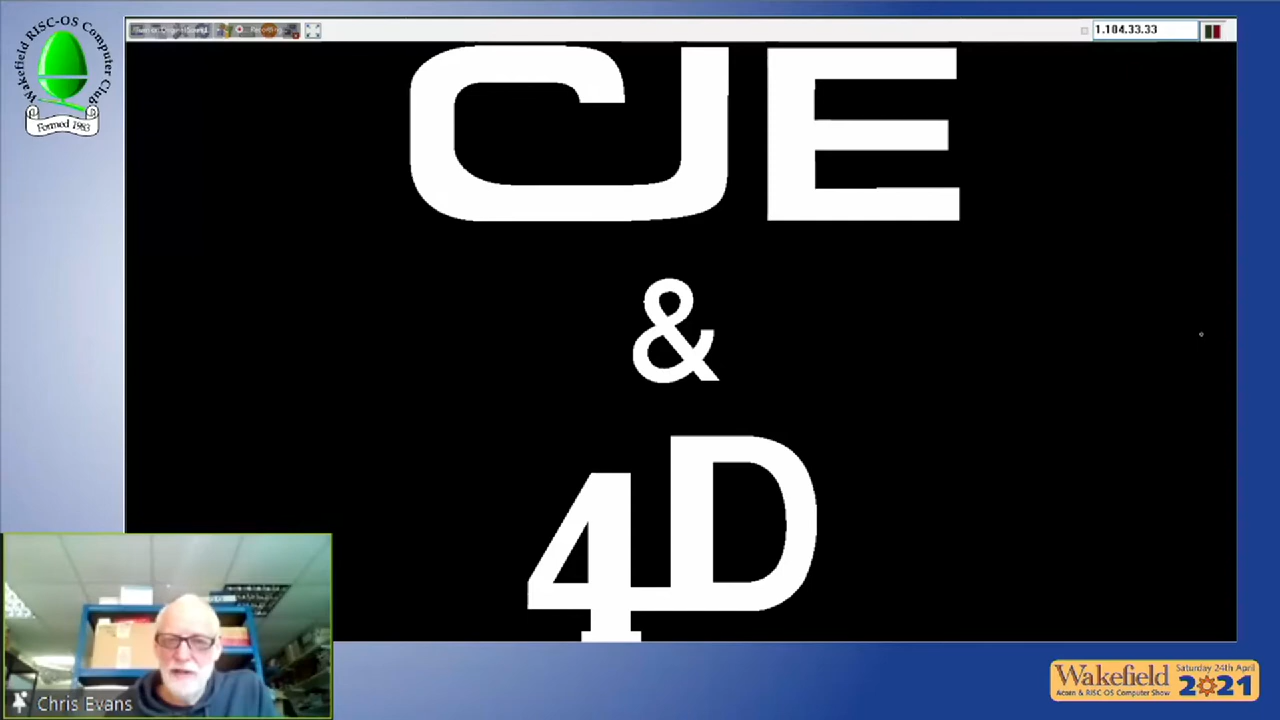 Wakefield RISC-OS Computer Club
Formed 1983
1.104.33.33
CJE
&
4D
Chris Evans
Wakefield
Acorn & RISC OS Computer Show
Saturday 24th April
2021